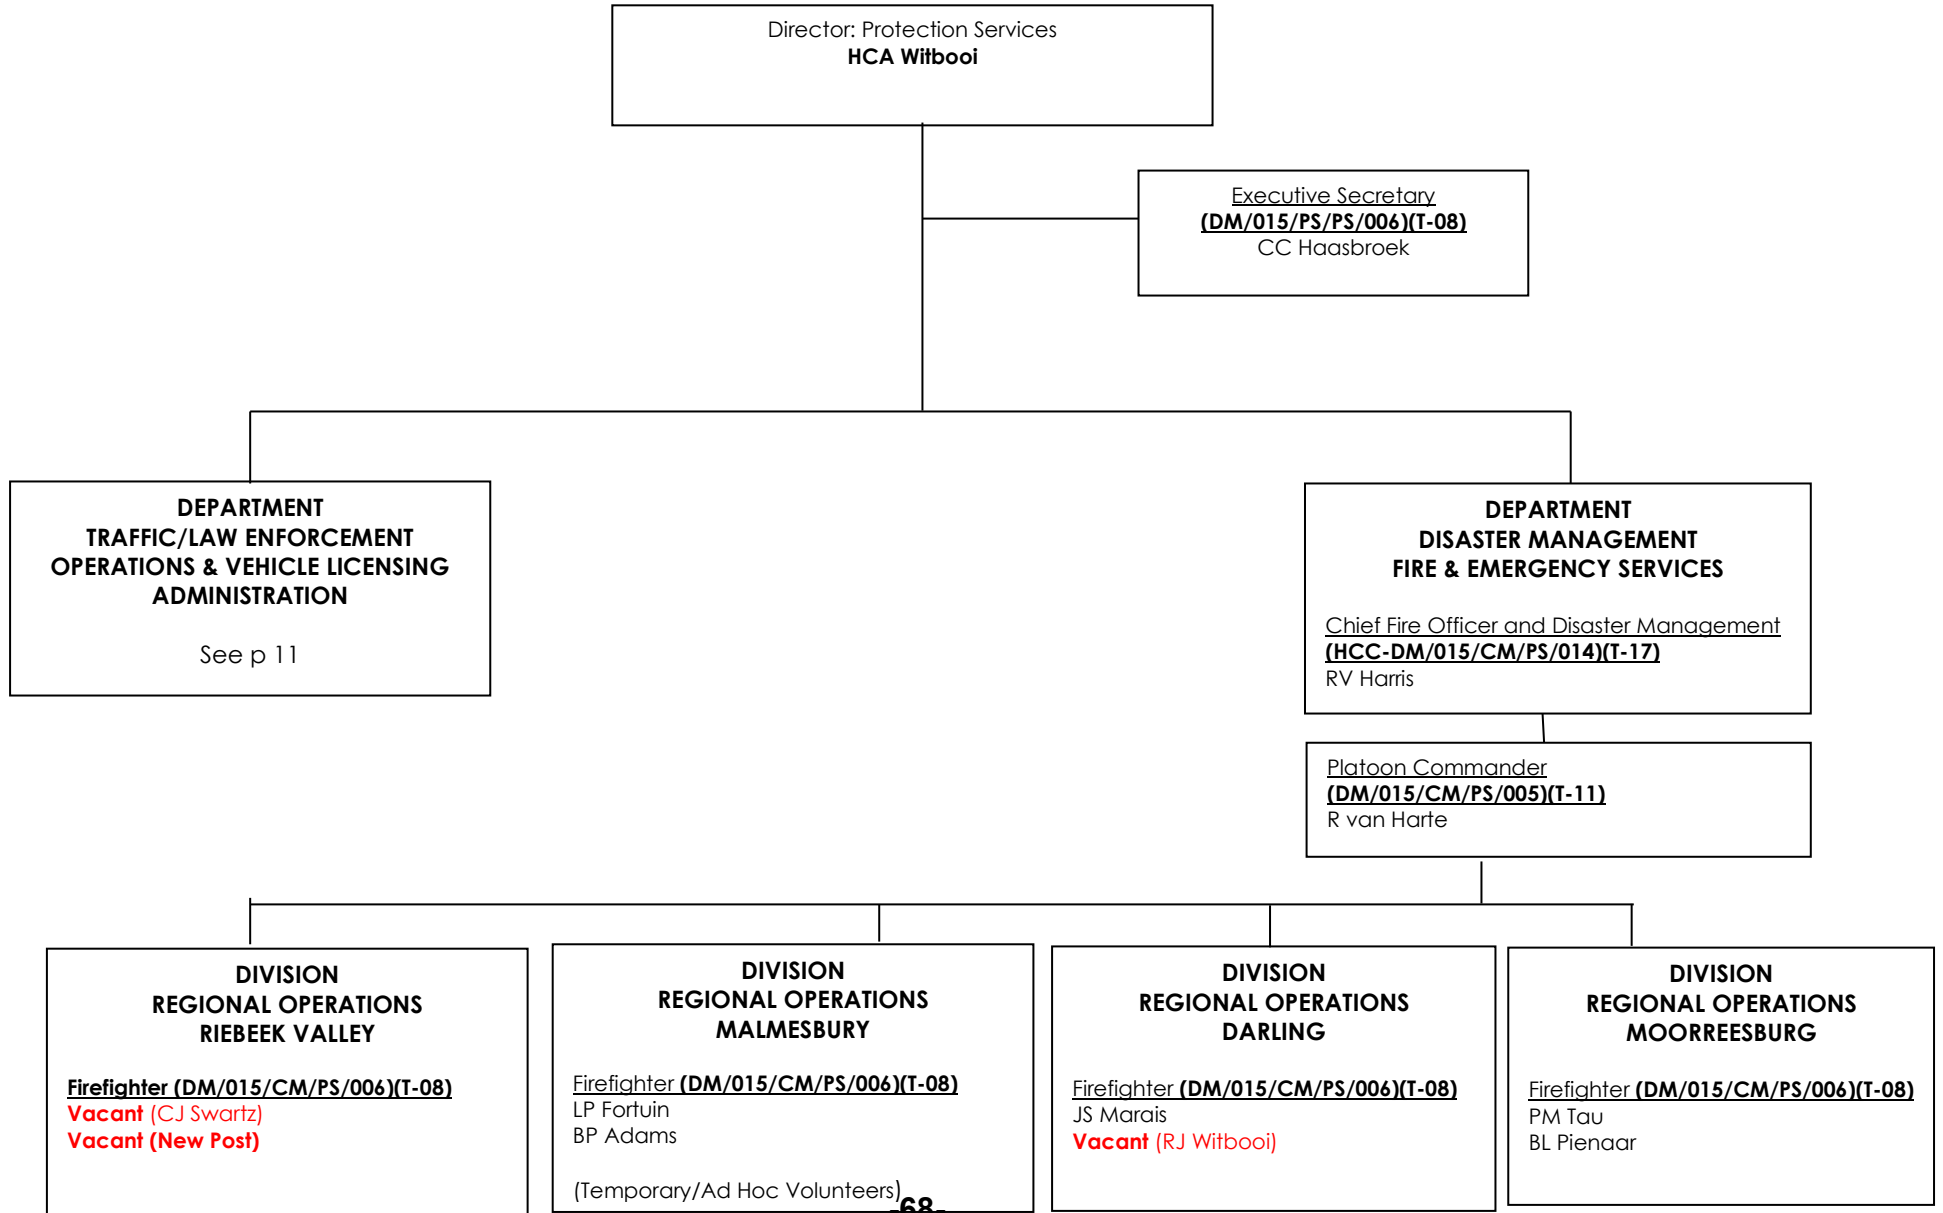 Director: Protection Services
HCA Witbooi
Executive Secretary
(DM/015/PS/PS/006)(T-08)
CC Haasbroek
DEPARTMENT
TRAFFIC/LAW ENFORCEMENT
OPERATIONS & VEHICLE LICENSING
ADMINISTRATION
See p 11
DEPARTMENT
DISASTER MANAGEMENT
FIRE & EMERGENCY SERVICES
Chief Fire Officer and Disaster Management
(HCC-DM/015/CM/PS/014)(T-17)
RV Harris
Platoon Commander
(DM/015/CM/PS/005)(T-11)
R van Harte
DIVISION
REGIONAL OPERATIONS
RIEBEEK VALLEY
Firefighter (DM/015/CM/PS/006)(T-08)
Vacant (CJ Swartz)
Vacant (New Post)
DIVISION
REGIONAL OPERATIONS
MALMESBURY
Firefighter (DM/015/CM/PS/006)(T-08)
LP Fortuin
BP Adams
(Temporary/Ad Hoc Volunteers)
DIVISION
REGIONAL OPERATIONS
DARLING
Firefighter (DM/015/CM/PS/006)(T-08)
JS Marais
Vacant (RJ Witbooi)
DIVISION
REGIONAL OPERATIONS
MOORREESBURG
Firefighter (DM/015/CM/PS/006)(T-08)
PM Tau
BL Pienaar
-68-